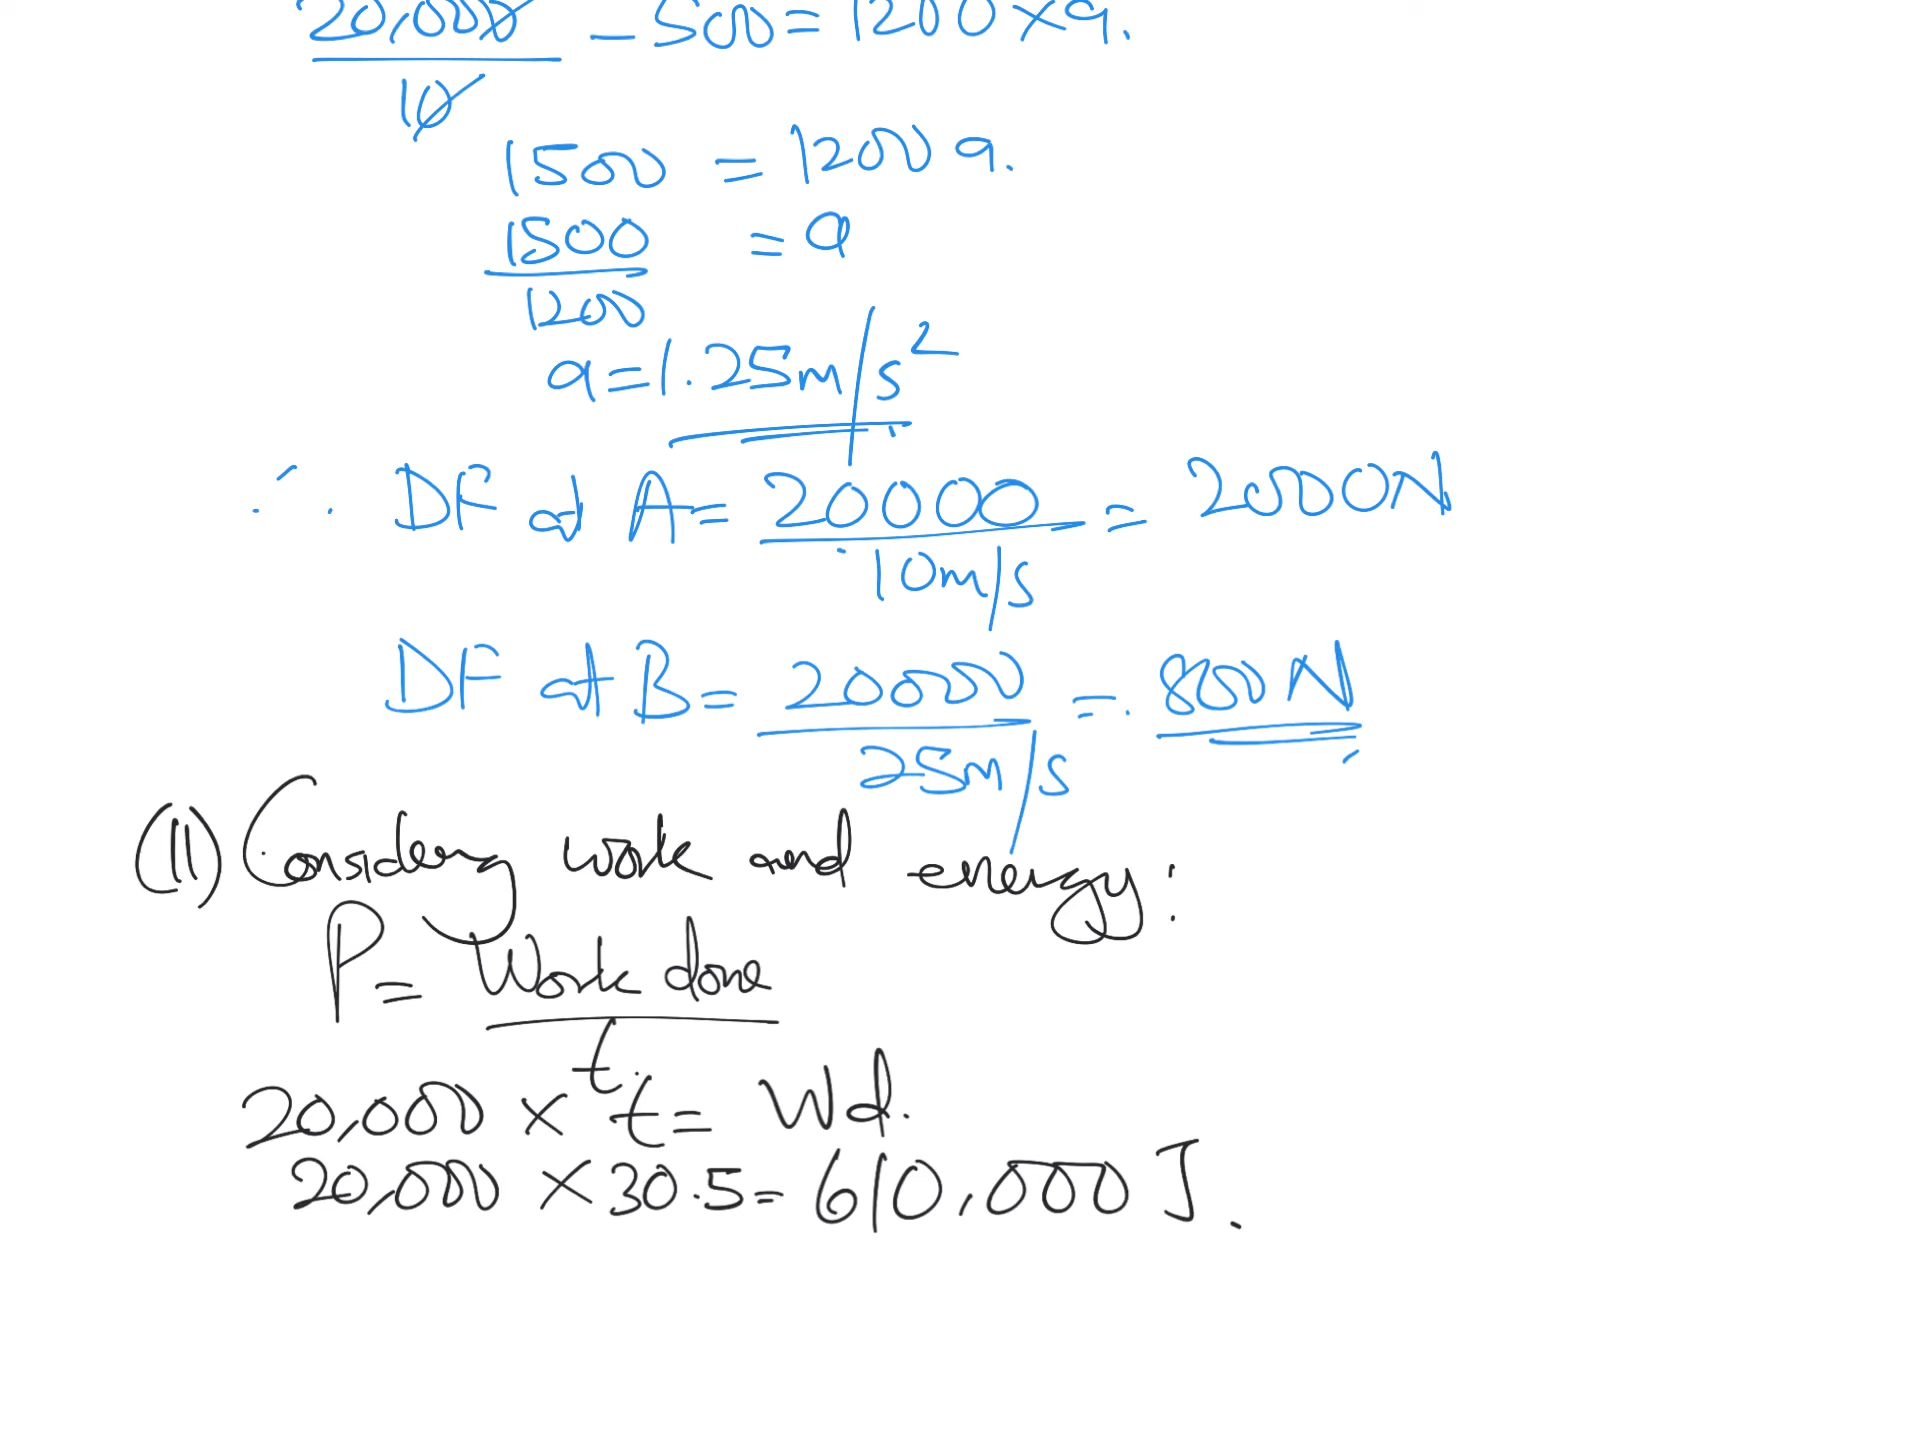 20,000 - 500 = 1200 × a.
10
1500 = 1200 a.
1500 = a
1200
a = 1.25 m/s²
∴ DF at A = 20000 = 2000N
10 m/s
DF at B = 20000 = 800 N
25 m/s
(II) Considering work and energy:
P = Work done
t
20,000 × t = Wd.
20,000 × 30.5 = 610,000 J.